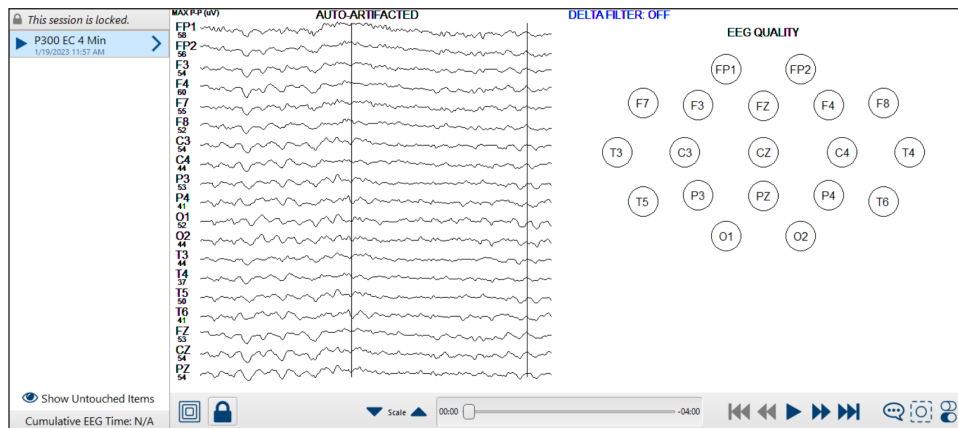 This session is locked.
P300 EC 4 Min
1/19/2023 11:57 AM
Show Untouched Items
Cumulative EEG Time: N/A
MAX P-P (uV)
AUTO-ARTIFACTED
DELTA FILTER: OFF
FP1
58
FP2
56
F3
54
F4
60
F7
55
F8
52
C3
54
C4
44
P3
53
P4
41
O1
52
O2
44
T3
44
T4
37
T5
50
T6
41
FZ
53
CZ
54
PZ
54
EEG QUALITY
FP1 FP2
F7 F3 FZ F4 F8
T3 C3 CZ C4 T4
T5 P3 PZ P4 T6
O1 O2
Scale 00:00 -04:00